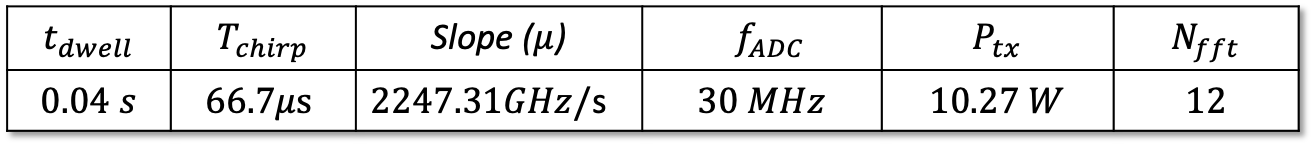 t_dwell T_chirp Slope (μ) f_ADC P_tx N_fft
0.04 s 66.7μs 2247.31GHz/s 30 MHz 10.27 W 12